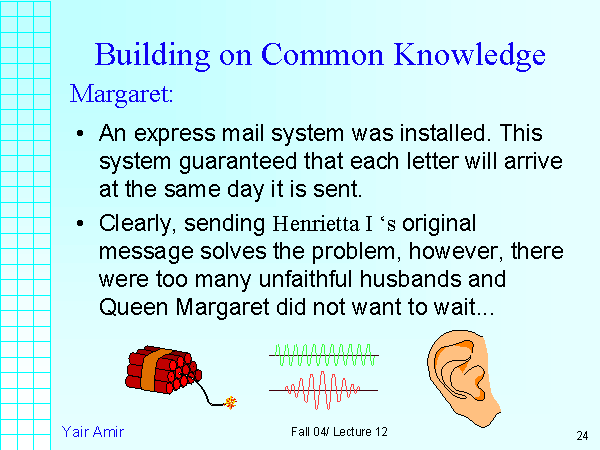 Building on Common Knowledge
Margaret:
• An express mail system was installed. This
system guaranteed that each letter will arrive
at the same day it is sent.
• Clearly, sending Henrietta I ‘s original
message solves the problem, however, there
were too many unfaithful husbands and
Queen Margaret did not want to wait...
Yair Amir
Fall 04/ Lecture 12
24